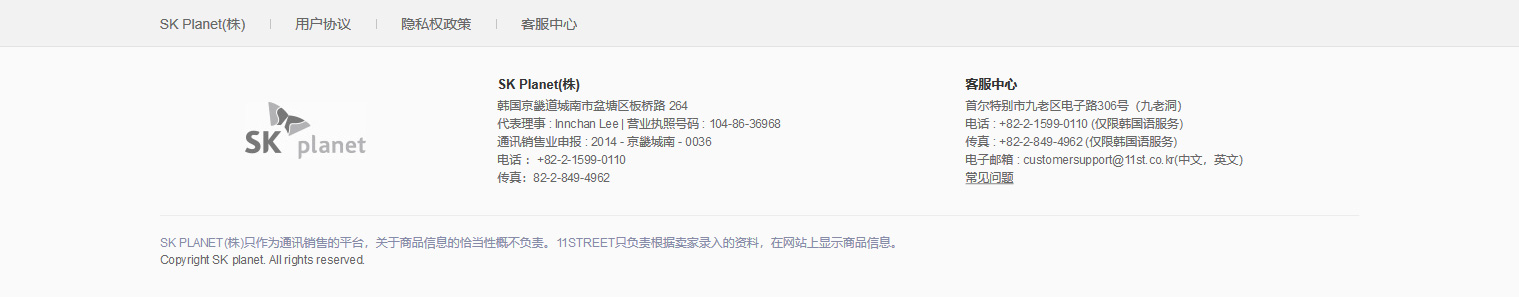 SK Planet(株) | 用户协议 | 隐私权政策 | 客服中心
SK planet
SK Planet(株)
韩国京畿道城南市盆塘区板桥路 264
代表理事 : Innchan Lee | 营业执照号码 : 104-86-36968
通讯销售业申报 : 2014 - 京畿城南 - 0036
电话 ：+82-2-1599-0110
传真：82-2-849-4962
客服中心
首尔特别市九老区电子路306号（九老洞）
电话 : +82-2-1599-0110 (仅限韩国语服务)
传真 : +82-2-849-4962 (仅限韩国语服务)
电子邮箱 : customersupport@11st.co.kr(中文，英文)
常见问题
SK PLANET(株)只作为通讯销售的平台，关于商品信息的恰当性概不负责。11STREET只负责根据卖家录入的资料，在网站上显示商品信息。
Copyright SK planet. All rights reserved.